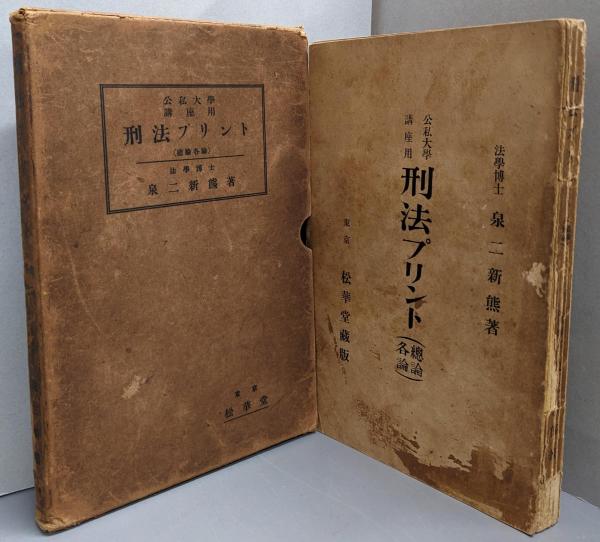 公私大學
講座用
刑法プリント
(總論各論)
法學博士
泉二新熊著
東京
松華堂
法學博士 泉二新熊著
公私大學
講座用
刑法プリント(總論各論)
東京 松華堂藏版